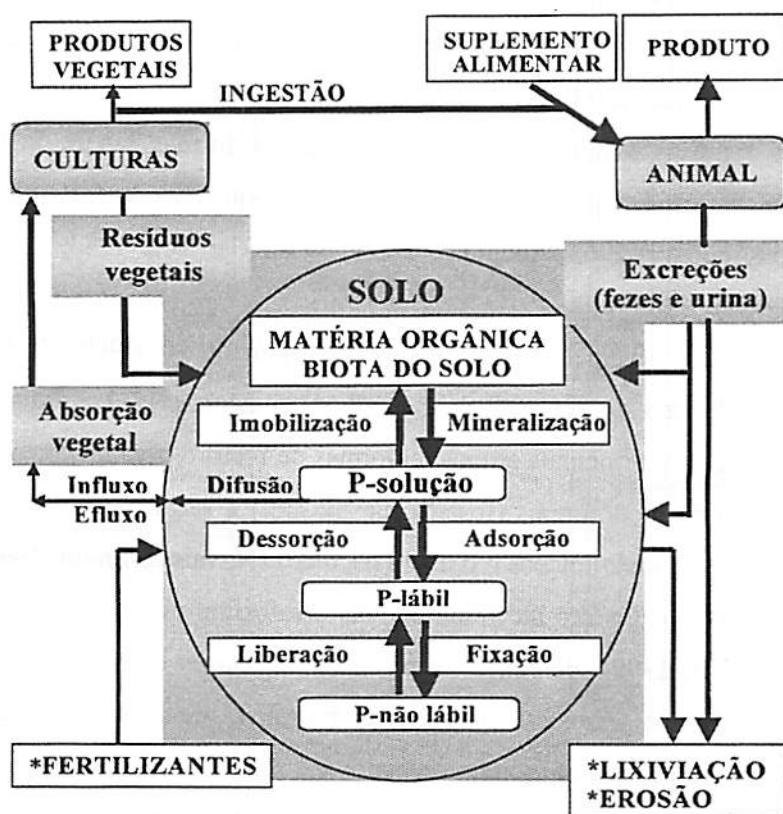 PRODUTOS
VEGETAIS
SUPLEMENTO
ALIMENTAR
PRODUTO
INGESTÃO
CULTURAS
ANIMAL
Resíduos
vegetais
Excreções
(fezes e urina)
SOLO
MATÉRIA ORGÂNICA
BIOTA DO SOLO
Absorção
vegetal
Imobilização
Mineralização
Influxo
Efluxo
Difusão
P-solução
Dessorção
Adsorção
P-lábil
Liberação
Fixação
P-não lábil
*FERTILIZANTES
*LIXIVIAÇÃO
*EROSÃO